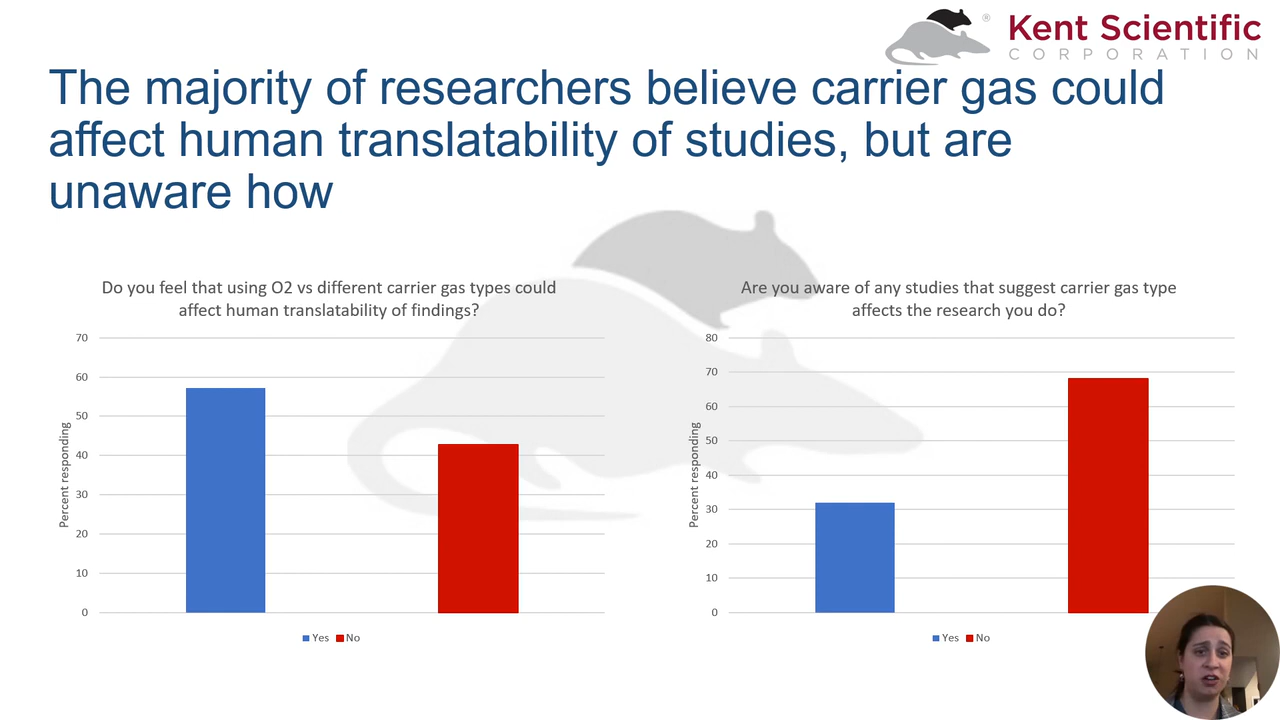 Kent Scientific
CORPORATION
®
The majority of researchers believe carrier gas could
affect human translatability of studies, but are
unaware how
Do you feel that using O2 vs different carrier gas types could
affect human translatability of findings?
70
60
50
40
30
20
10
0
Percent responding
Yes No
Are you aware of any studies that suggest carrier gas type
affects the research you do?
80
70
60
50
40
30
20
10
0
Percent responding
Yes No